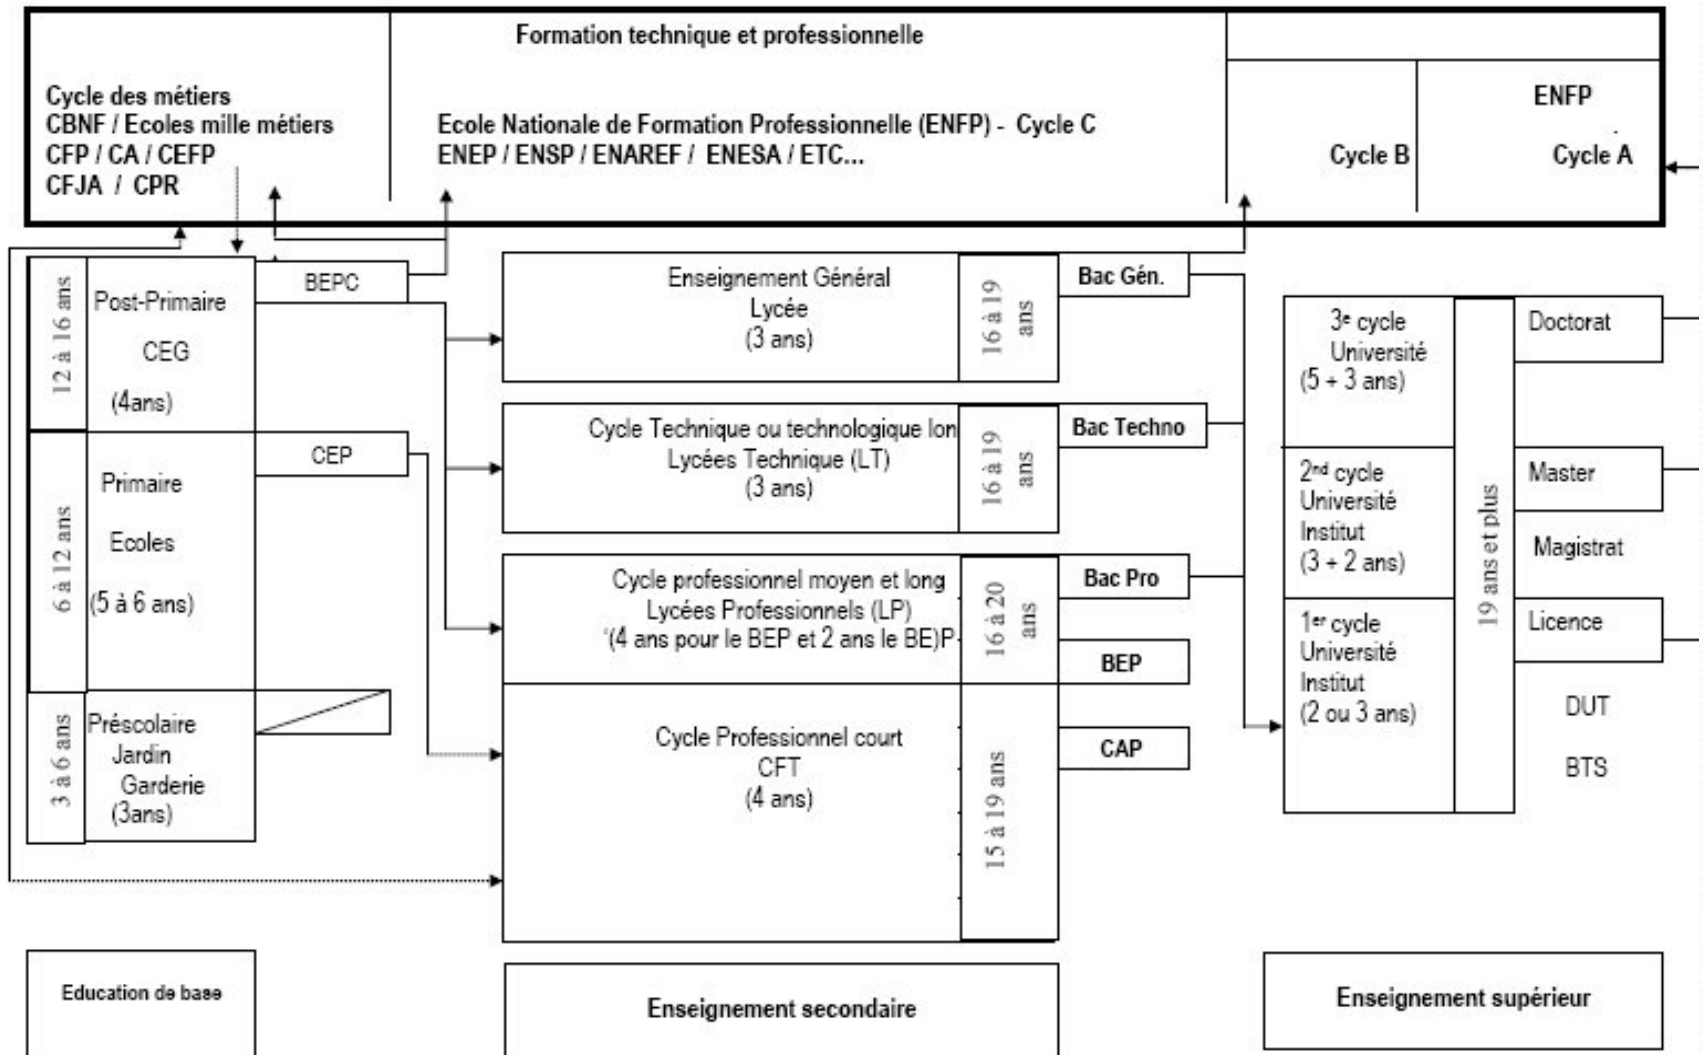 Formation technique et professionnelle
Cycle des métiers
CBNF / Ecoles mille métiers
CFP / CA / CEFP
CFJA / CPR
Ecole Nationale de Formation Professionnelle (ENFP) - Cycle C
ENEP / ENSP / ENAREF / ENESA / ETC...
ENFP
Cycle B
Cycle A
12 à 16 ans
Post-Primaire
CEG
(4ans)
BEPC
6 à 12 ans
Primaire
Ecoles
(5 à 6 ans)
CEP
3 à 6 ans
Préscolaire
Jardin
Garderie
(3ans)
Enseignement Général
Lycée
(3 ans)
16 à 19
ans
Bac Gén.
Cycle Technique ou technologique lon
Lycées Technique (LT)
(3 ans)
16 à 19
ans
Bac Techno
Cycle professionnel moyen et long
Lycées Professionnels (LP)
'(4 ans pour le BEP et 2 ans le BE)P
16 à 20
ans
Bac Pro
BEP
Cycle Professionnel court
CFT
(4 ans)
15 à 19 ans
CAP
3e cycle
Université
(5 + 3 ans)
2nd cycle
Université
Institut
(3 + 2 ans)
1er cycle
Université
Institut
(2 ou 3 ans)
19 ans et plus
Doctorat
Master
Magistrat
Licence
DUT
BTS
Education de base
Enseignement secondaire
Enseignement supérieur